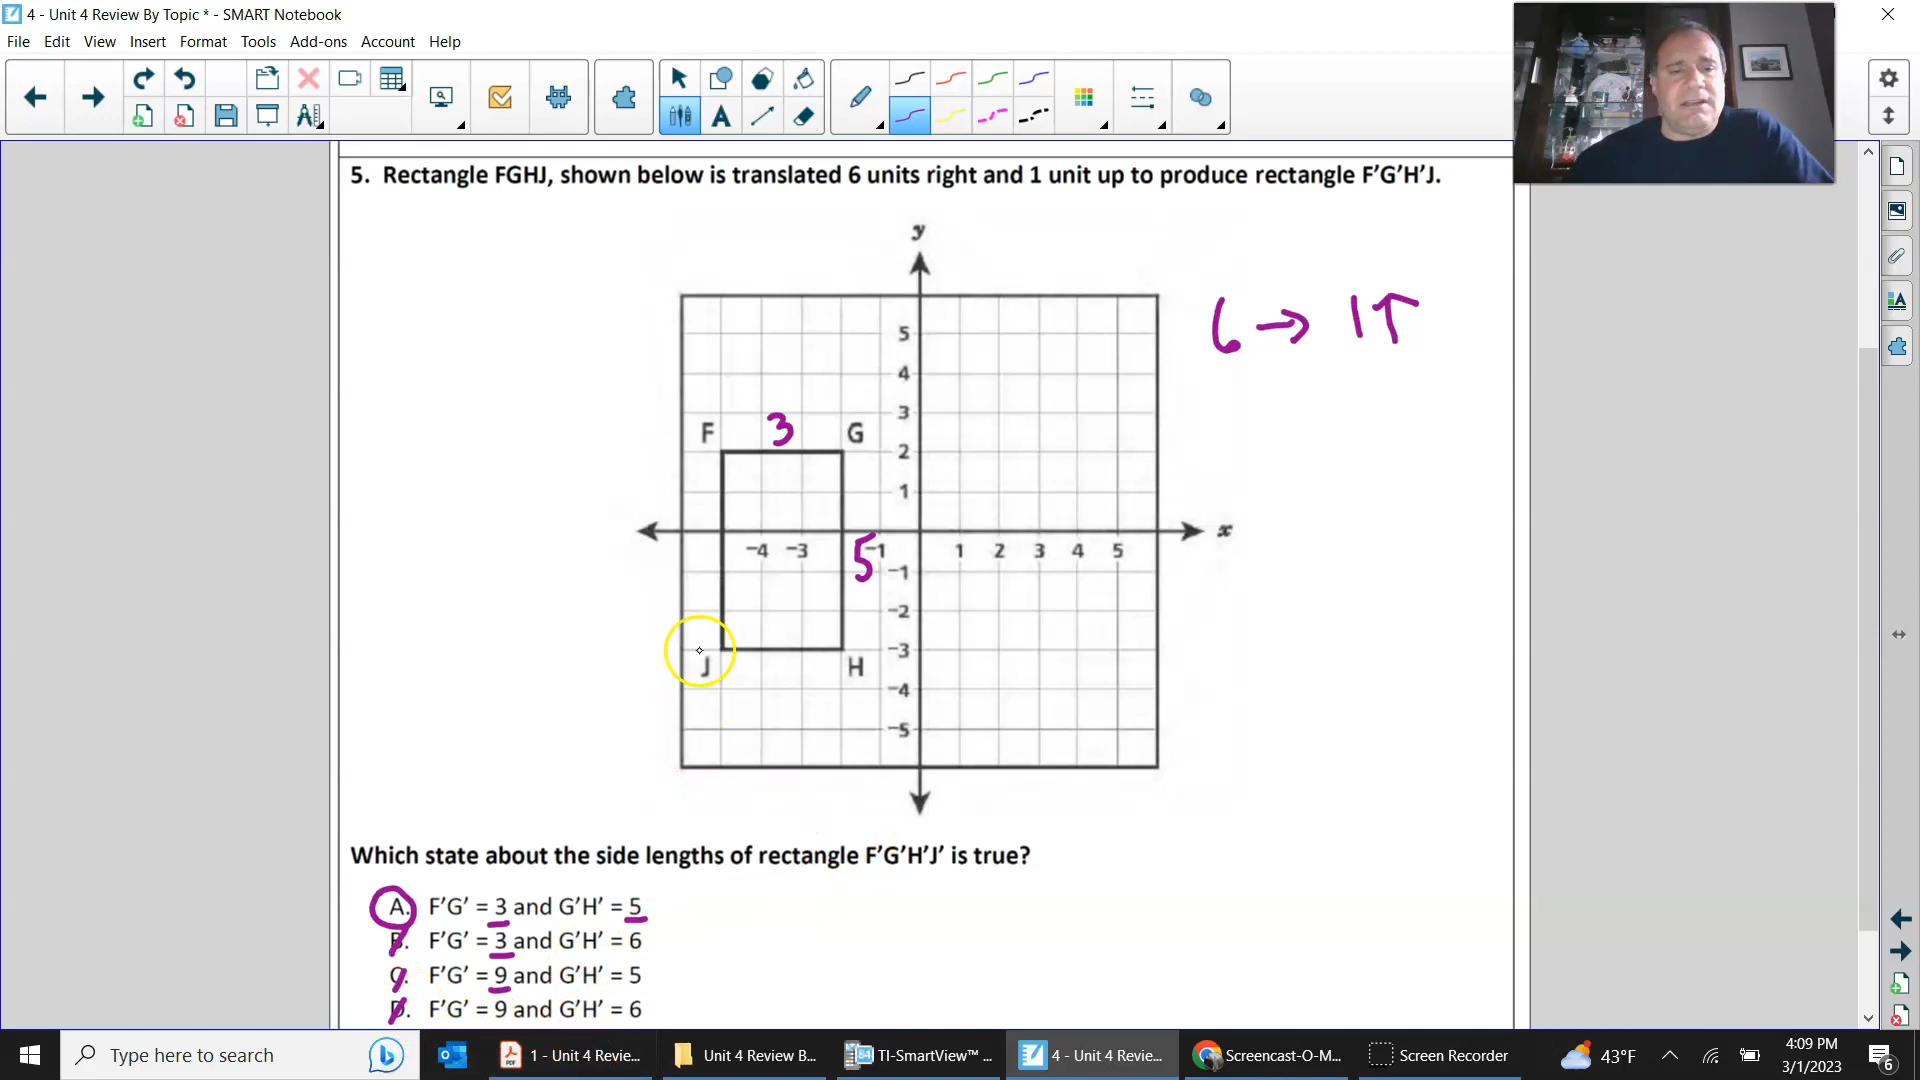 4 - Unit 4 Review By Topic * - SMART Notebook
File Edit View Insert Format Tools Add-ons Account Help
5. Rectangle FGHJ, shown below is translated 6 units right and 1 unit up to produce rectangle F'G'H'J.
y
6 → 1↑
5
4
F 3 G 3
2
1
x
-4 -3 5 -1 1 2 3 4 5
-1
-2
-3
J H
-4
-5
Which state about the side lengths of rectangle F'G'H'J' is true?
A. F'G' = 3 and G'H' = 5
B. F'G' = 3 and G'H' = 6
C. F'G' = 9 and G'H' = 5
D. F'G' = 9 and G'H' = 6
Type here to search
1 - Unit 4 Revie...
Unit 4 Review B...
84
TI-SmartView™ ...
4 - Unit 4 Revie...
Screencast-O-M...
Screen Recorder
43°F
4:09 PM
3/1/2023
6